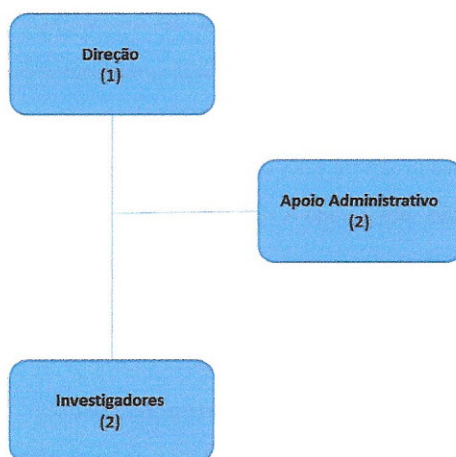 Direção
(1)
Apoio Administrativo
(2)
Investigadores
(2)